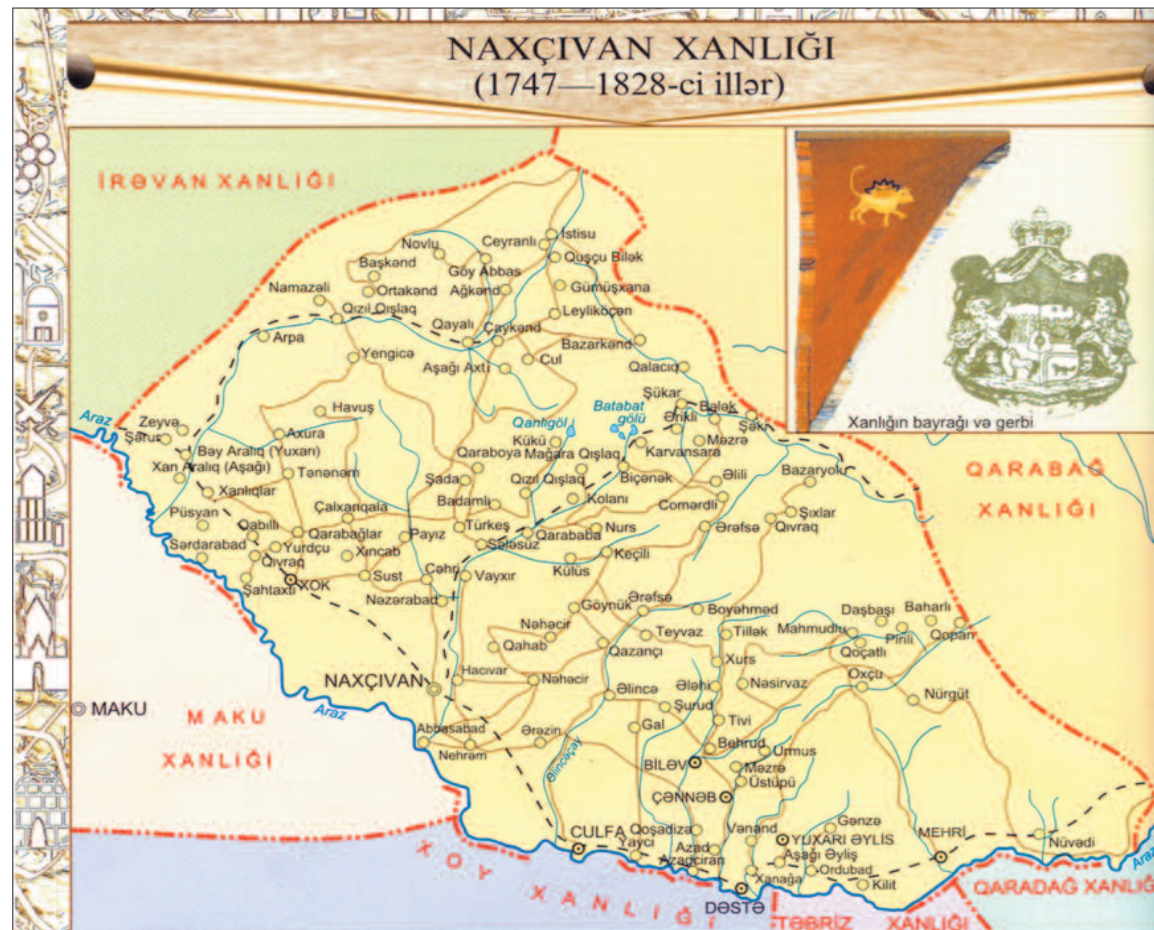 NAXÇIVAN XANLIĞI
(1747—1828-ci illər)
İRƏVAN XANLIĞI
Xanlığın bayrağı və gerbi
İstisu
Novlu
Ceyranlı
Quşçu Bilək
Başkənd
Göy Abbas
Ortakənd
Ağkənd
Gümüşxana
Namazəli
Qızıl Qışlaq
Leyliköçən
Qayalı
Çaykənd
Arpa
Bazarkənd
Yengicə
Cul
Aşağı Axti
Qalacıq
Şükar
Havuş
Qanlıgöl
Batabat
gölü
Ərikli
Bələk
Araz
Zeyvə
Şərur
Axura
Kükü
Məzrə
Karvansara
QARABAĞ
XANLIĞI
Bəy Aralıq (Yuxarı)
Qaraboya
Mağara Qışlaq
Xan Aralıq (Aşağı)
Tənənəm
Bazaryolu
Xanlıqlar
Şada
Qızıl Qışlaq
Biçənək
Əlili
Badamlı
Kolanı
Comərdli
Püsyan
Çalxanqala
Şıxlar
Qabıllı
Türkeş
Nurs
Ərəfsə
Qıvraq
Qarabağlar
Payız
Qarababa
Sərdarabad
Yurdçu
Sələsüz
Keçili
Qıvraq
Xıncab
Külüs
Şahtaxtı
XOK
Sust
Cəhri
Vayxır
Nəzərabad
Göynük
Ərəfsə
Boyəhməd
Daşbaşı
Baharlı
Nəhəcir
Teyvaz
Tillək
Mahmudlu
Pirili
Qopan
Qahab
Qazançı
Qoçatlı
Xurs
Hacıvar
Nəhəcir
Oxçu
NAXÇIVAN
Əlincə
Ələhi
Nəsirvaz
Nürgüt
MAKU
Araz
Şurud
MAKU
XANLIĞI
Abbasabad
Gal
Tivi
Ərəzin
Nehrəm
Behrud
Urmus
Əlincəçay
BİLƏV
Məzrə
Üstüpü
ÇƏNNƏB
CULFA
Qoşadizə
Vənənd
Gənzə
MEHRİ
Yaycı
Azad
YUXARI ƏYLİS
Nüvədi
Azadciran
Aşağı Əyliş
Araz
Xanağa
Ordubad
Kilit
XOY XANLIĞI
DƏSTƏ
QARADAĞ XANLIĞI
TƏBRİZ XANLIĞI